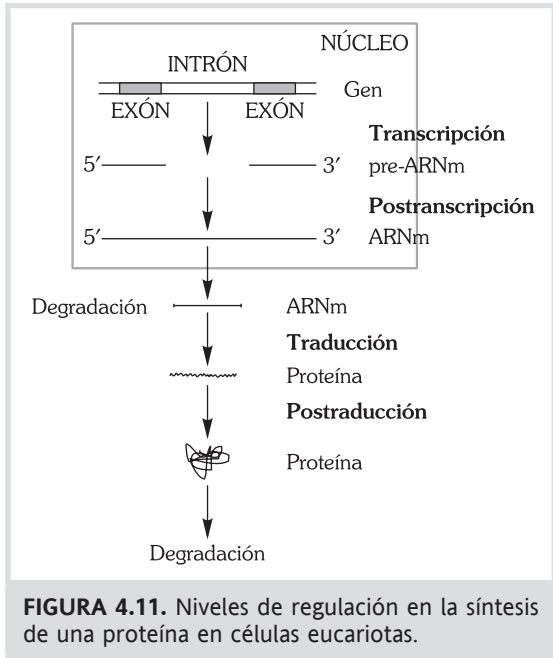 NÚCLEO
INTRÓN
Gen
EXÓN EXÓN
Transcripción
5′ 3′ pre-ARNm
Postranscripción
5′ 3′ ARNm
Degradación ARNm
Traducción
Proteína
Postraducción
Proteína
Degradación
FIGURA 4.11. Niveles de regulación en la síntesis
de una proteína en células eucariotas.